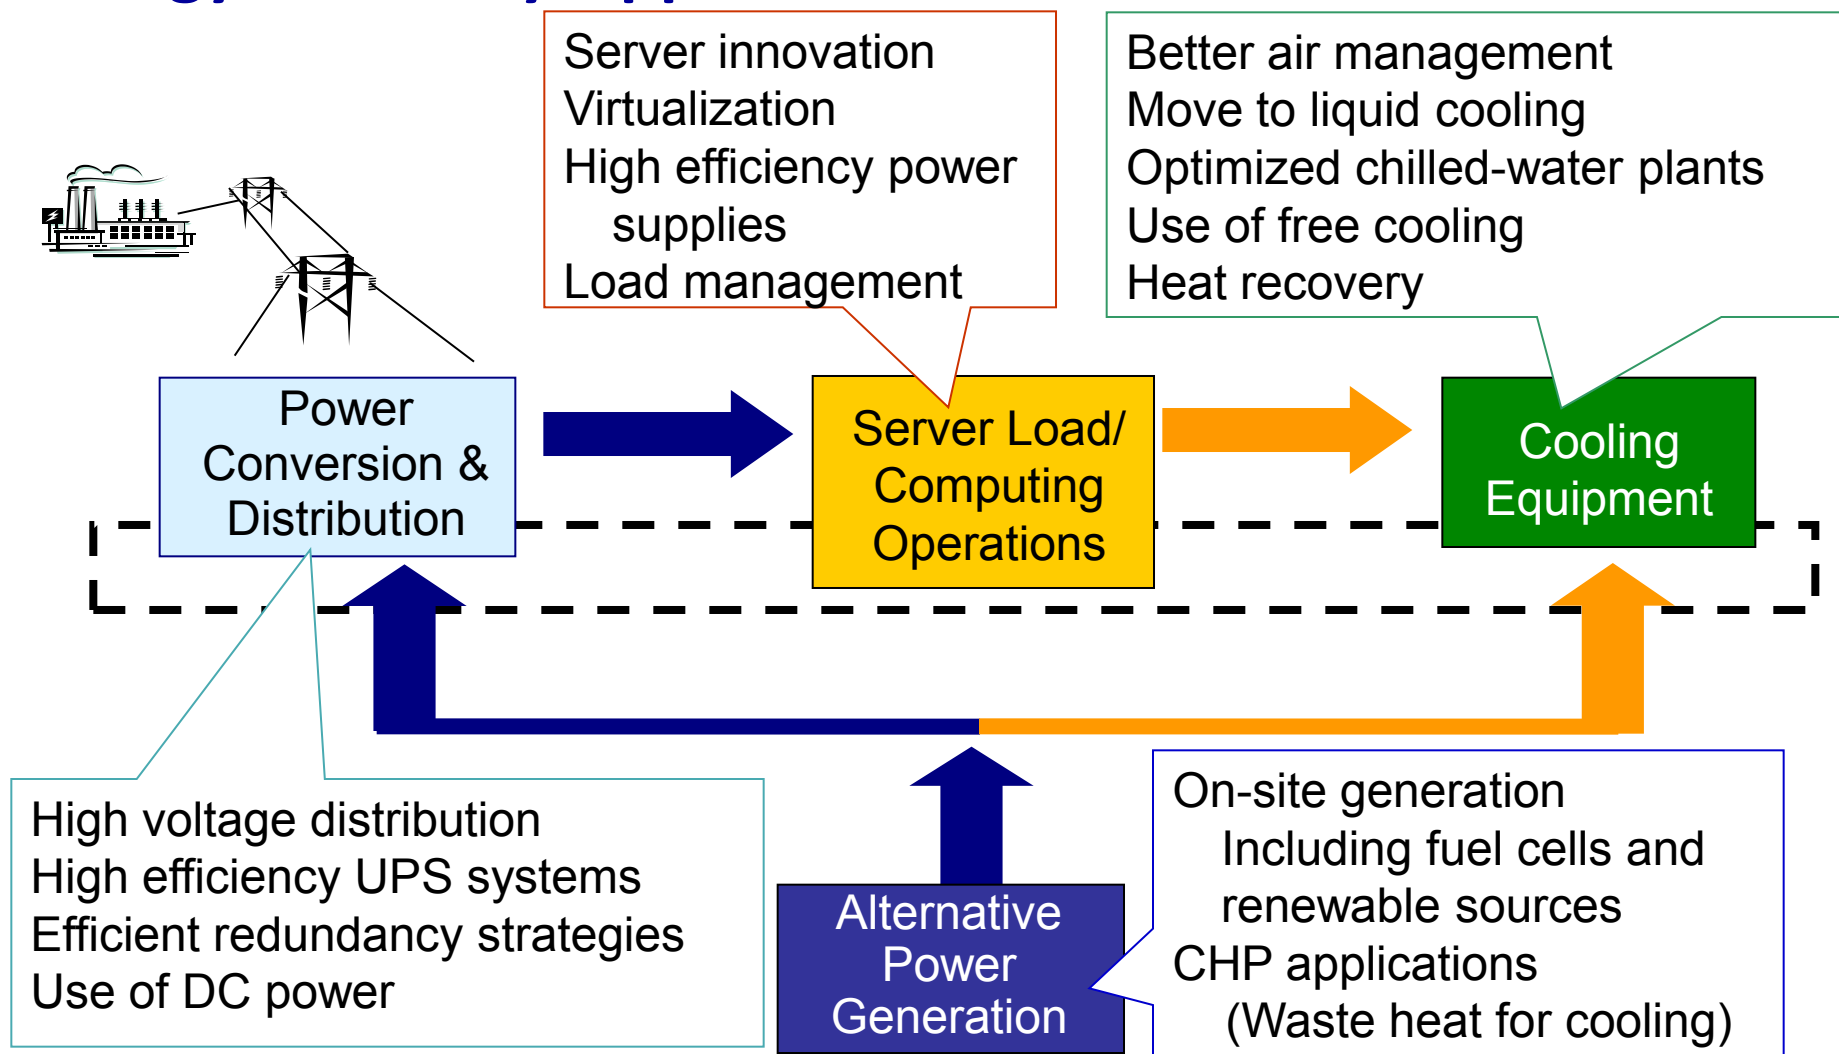 Server innovation
Virtualization
High efficiency power
supplies
Load management
Better air management
Move to liquid cooling
Optimized chilled-water plants
Use of free cooling
Heat recovery
Power
Conversion &
Distribution
Server Load/
Computing
Operations
Cooling
Equipment
High voltage distribution
High efficiency UPS systems
Efficient redundancy strategies
Use of DC power
Alternative
Power
Generation
On-site generation
Including fuel cells and
renewable sources
CHP applications
(Waste heat for cooling)